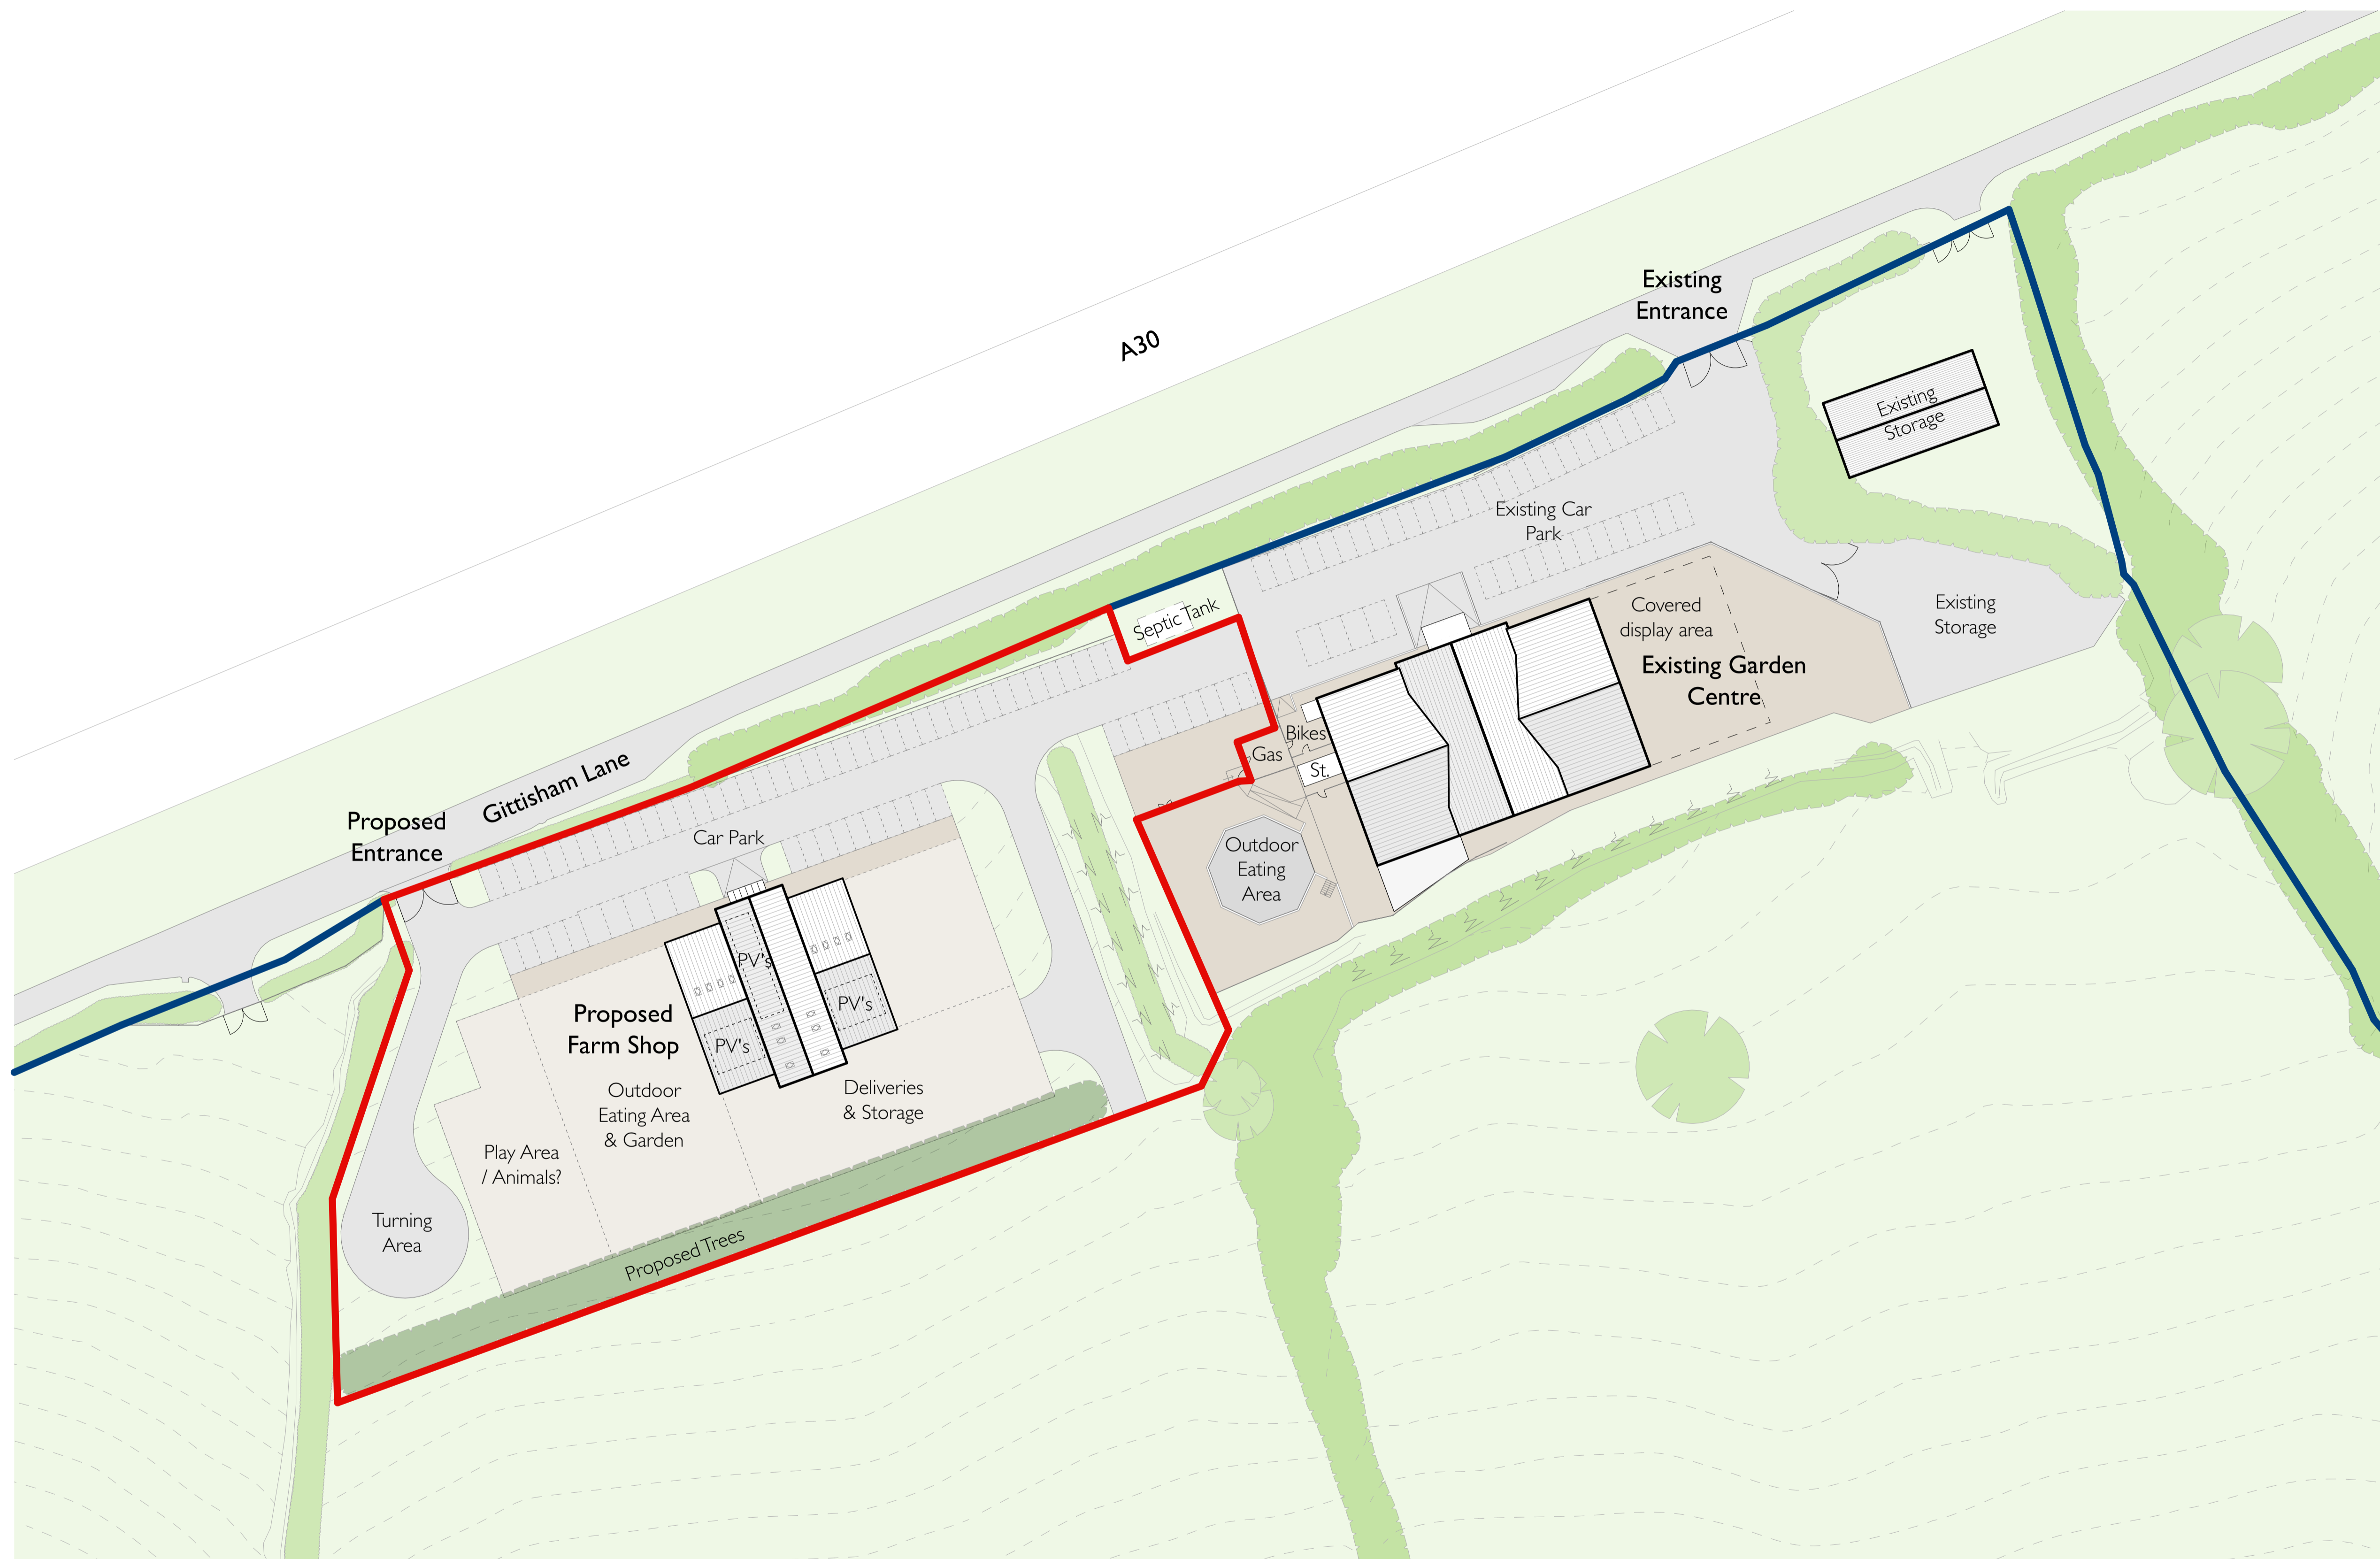 Existing
Entrance
A30
Existing
Storage
Existing Car
Park
Septic Tank
Covered
display area
Existing
Storage
Existing Garden
Centre
Bikes
Gas
St.
Gittisham Lane
Proposed
Entrance
Car Park
Outdoor
Eating
Area
PV's
PV's
PV's
Proposed
Farm Shop
Outdoor
Eating Area
& Garden
Deliveries
& Storage
Play Area
/ Animals?
Turning
Area
Proposed Trees